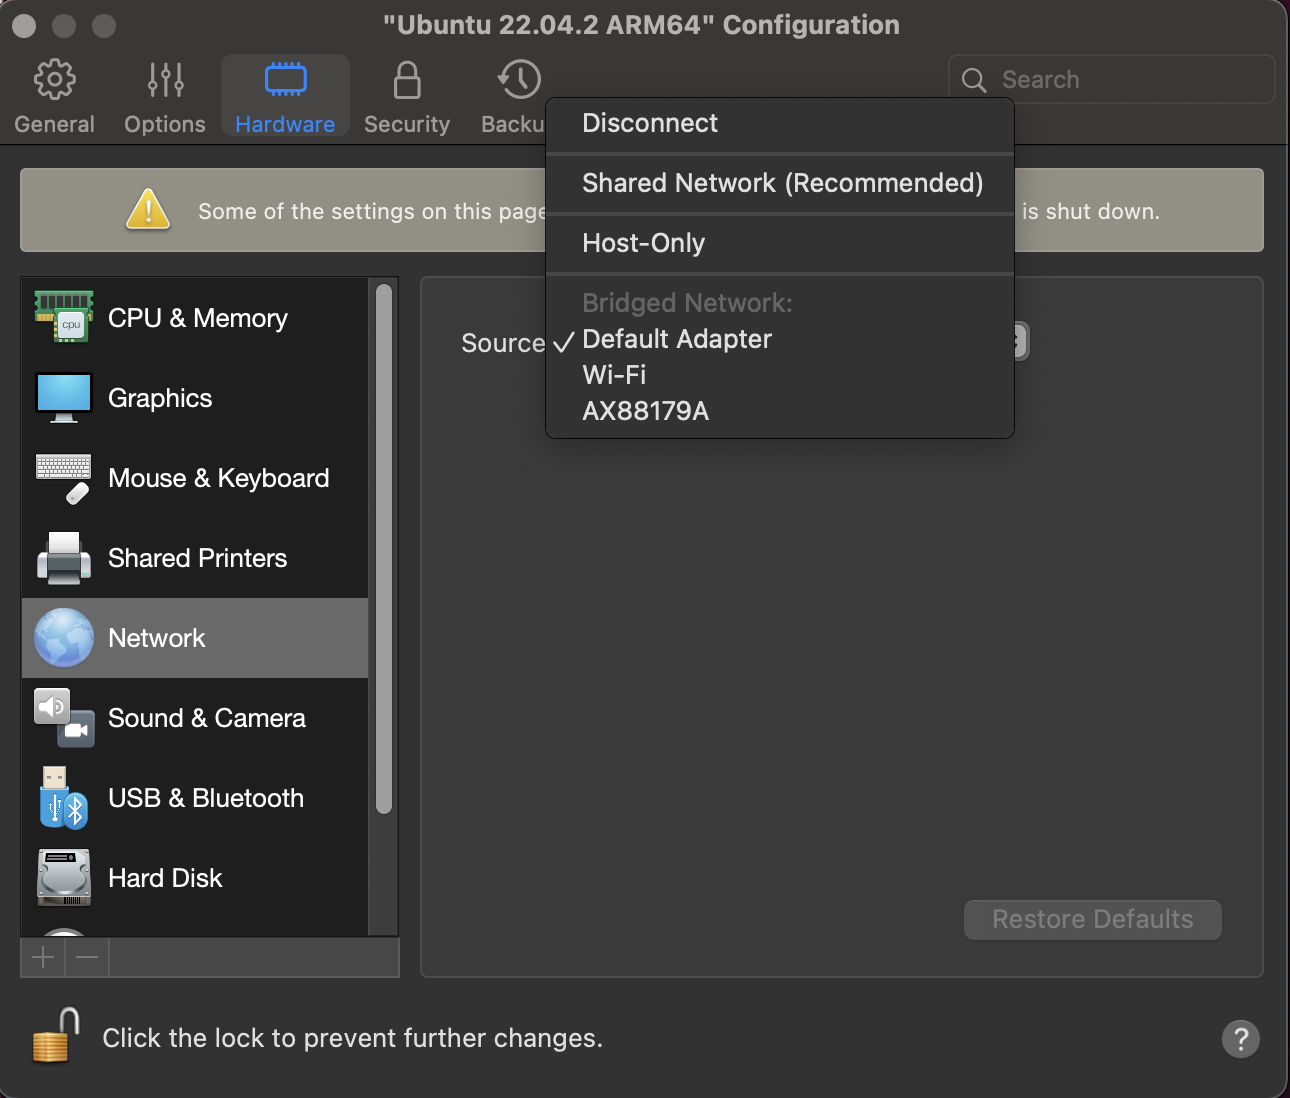 "Ubuntu 22.04.2 ARM64" Configuration
General
Options
Hardware
Security
Backu
Search
Disconnect
Shared Network (Recommended)
Host-Only
Bridged Network:
Default Adapter
Wi-Fi
AX88179A
Some of the settings on this page
is shut down.
CPU & Memory
cpu
Graphics
Mouse & Keyboard
Shared Printers
Network
Sound & Camera
USB & Bluetooth
Hard Disk
Source
Restore Defaults
Click the lock to prevent further changes.
?